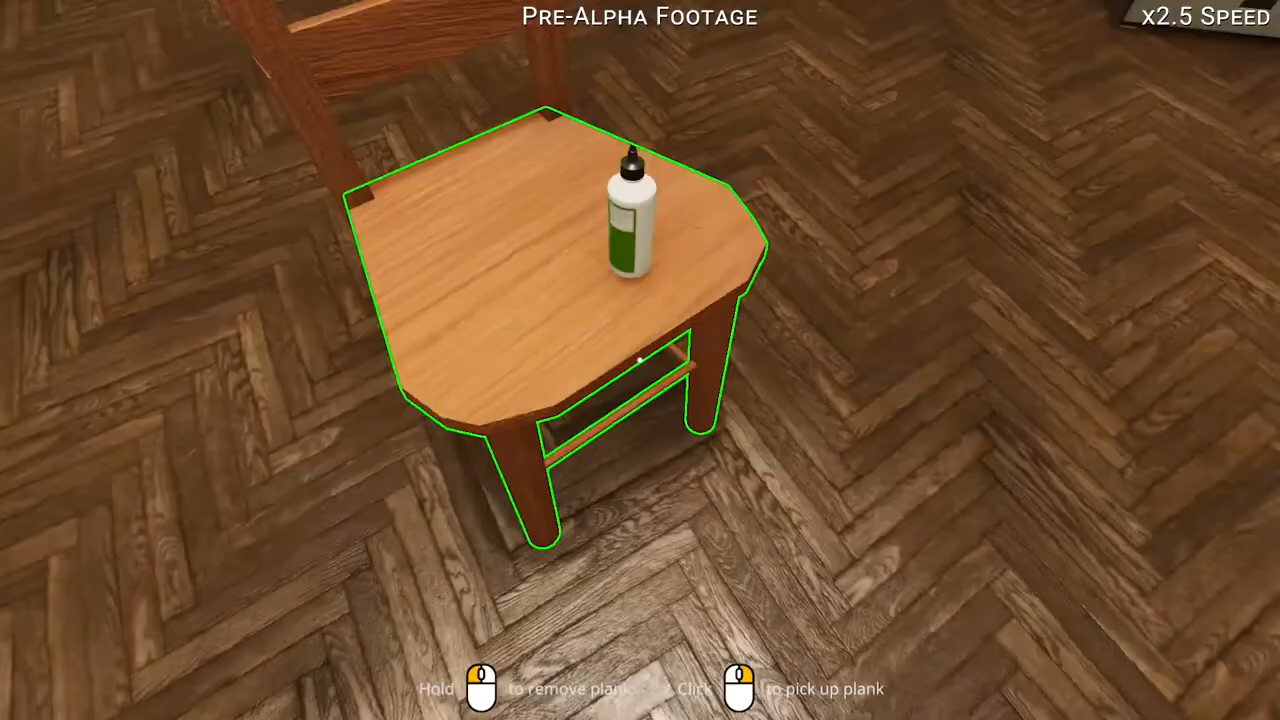 PRE-ALPHA FOOTAGE
X2.5 SPEED
Hold to remove plank
Click to pick up plank